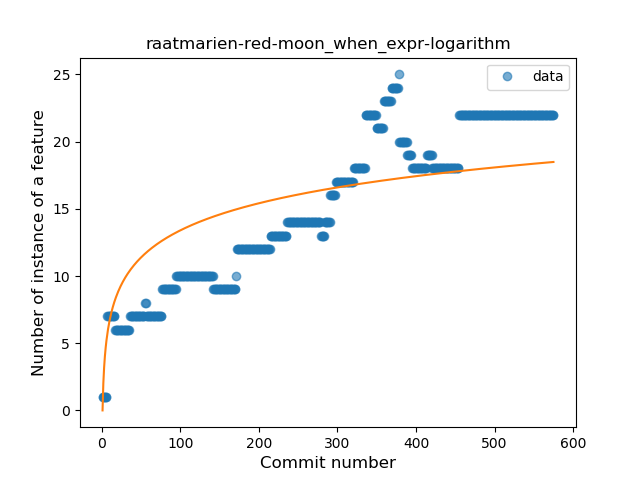 raatmarien-red-moon_when_expr-logarithm
data
Number of instance of a feature
25
20
15
10
5
0
0 100 200 300 400 500 600
Commit number